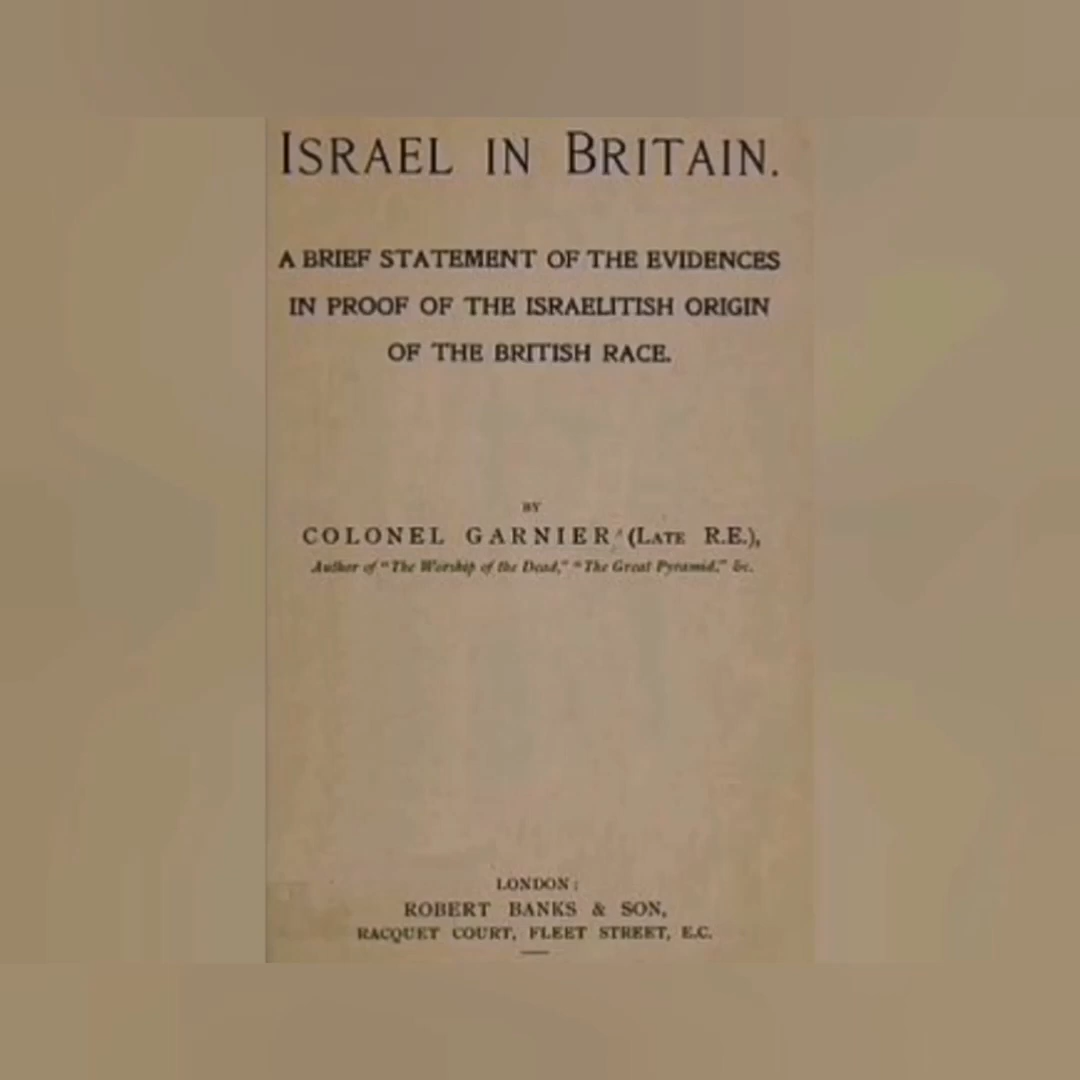 ISRAEL IN BRITAIN.
A BRIEF STATEMENT OF THE EVIDENCES
IN PROOF OF THE ISRAELITISH ORIGIN
OF THE BRITISH RACE.
BY
COLONEL GARNIER (LATE R.E.),
Author of "The Worship of the Dead," "The Great Pyramid," &c.
LONDON:
ROBERT BANKS & SON,
RACQUET COURT, FLEET STREET, E.C.